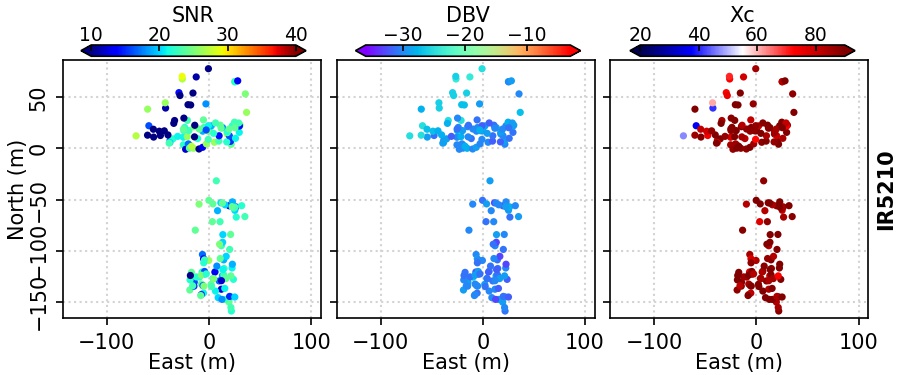 SNR DBV Xc
10 20 30 40 −30 −20 −10 20 40 60 80
50
0
−50
−100
−150
North (m)
IR5210
−100 0 100 −100 0 100 −100 0 100
East (m) East (m) East (m)